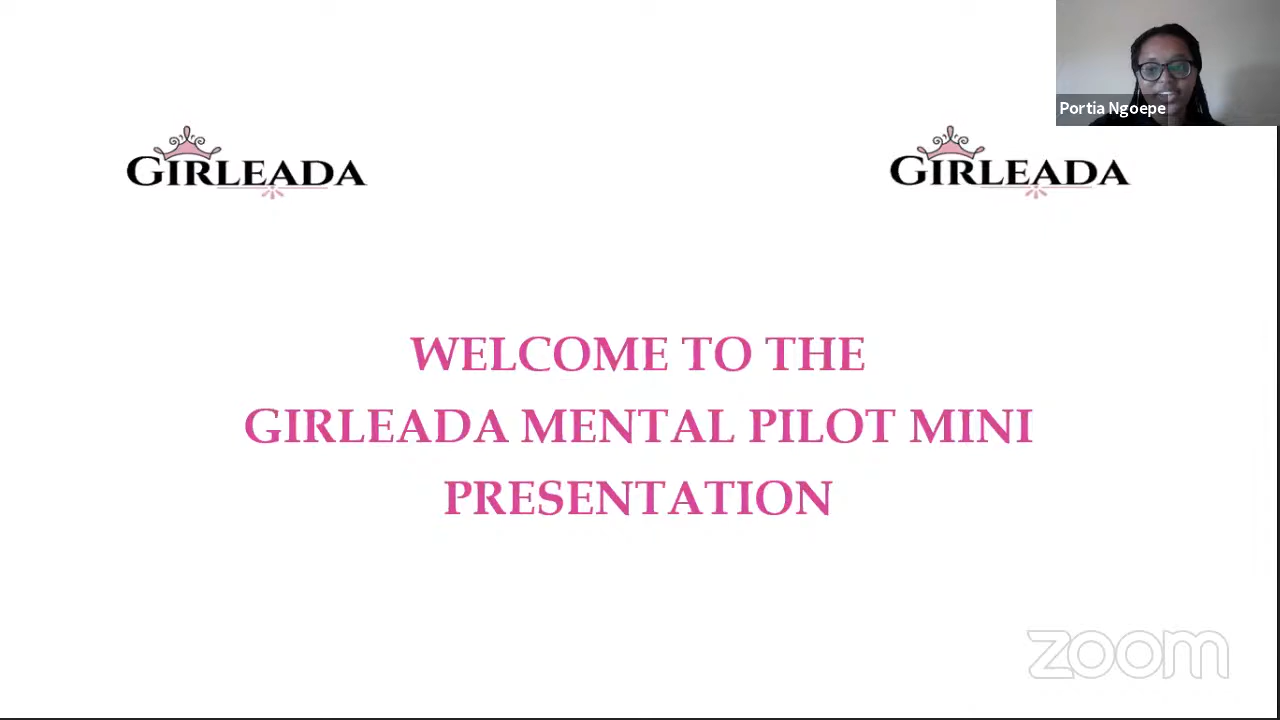 Portia Ngoepe
GIRLEADA
GIRLEADA
WELCOME TO THE
GIRLEADA MENTAL PILOT MINI
PRESENTATION
zoom